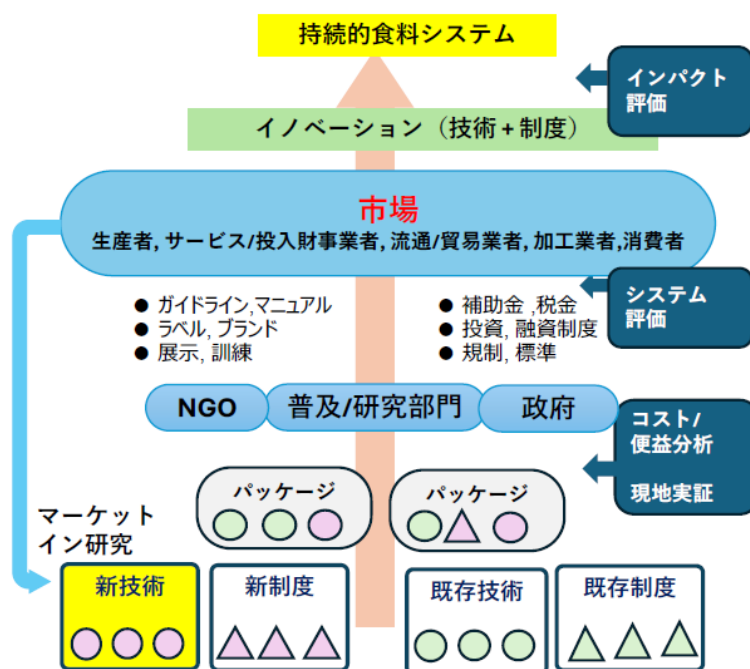 持続的食料システム
インパクト
評価
イノベーション（技術＋制度）
市場
生産者, サービス/投入財事業者, 流通/貿易業者, 加工業者,消費者
● ガイドライン,マニュアル
● ラベル, ブランド
● 展示, 訓練
● 補助金 ,税金
● 投資, 融資制度
● 規制, 標準
システム
評価
NGO
普及/研究部門
政府
コスト/
便益分析
現地実証
パッケージ
パッケージ
マーケット
イン研究
新技術
新制度
既存技術
既存制度